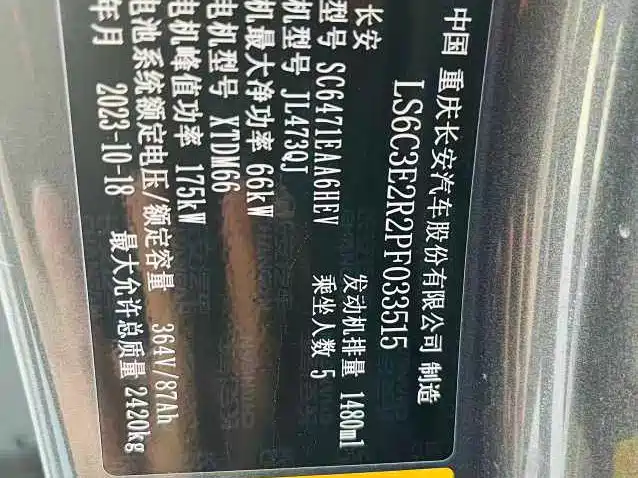 中国 重庆长安汽车股份有限公司 制造
LS6C3E2R2PF033515
长安
型号 SC6471EAA6HEV 乘坐人数 5
机型号 JL473QJ 发动机排量 1480ml
机最大净功率 66kW
电机型号 XTDM66
电机峰值功率 175kW
电池系统额定电压/额定容量 364V/87Ah
年月 2023-10-18 最大允许总质量 2420kg